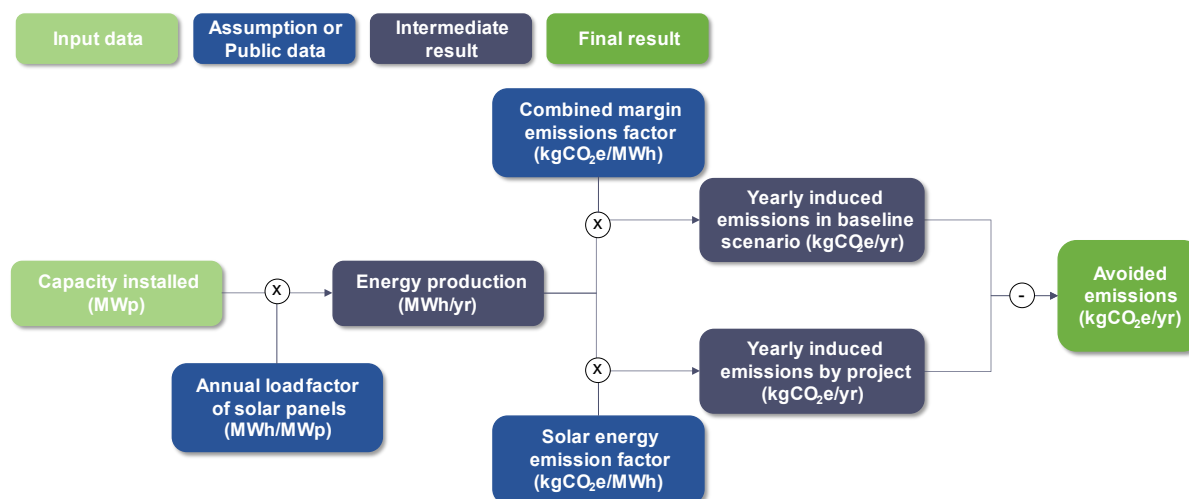 Input data
Assumption or
Public data
Intermediate
result
Final result
Combined margin
emissions factor
(kgCO₂e/MWh)
X
Yearly induced
emissions in baseline
scenario (kgCO₂e/yr)
Capacity installed
(MWp)
X
Energy production
(MWh/yr)
-
Avoided
emissions
(kgCO₂e/yr)
Annual load factor
of solar panels
(MWh/MWp)
X
Yearly induced
emissions by project
(kgCO₂e/yr)
Solar energy
emission factor
(kgCO₂e/MWh)